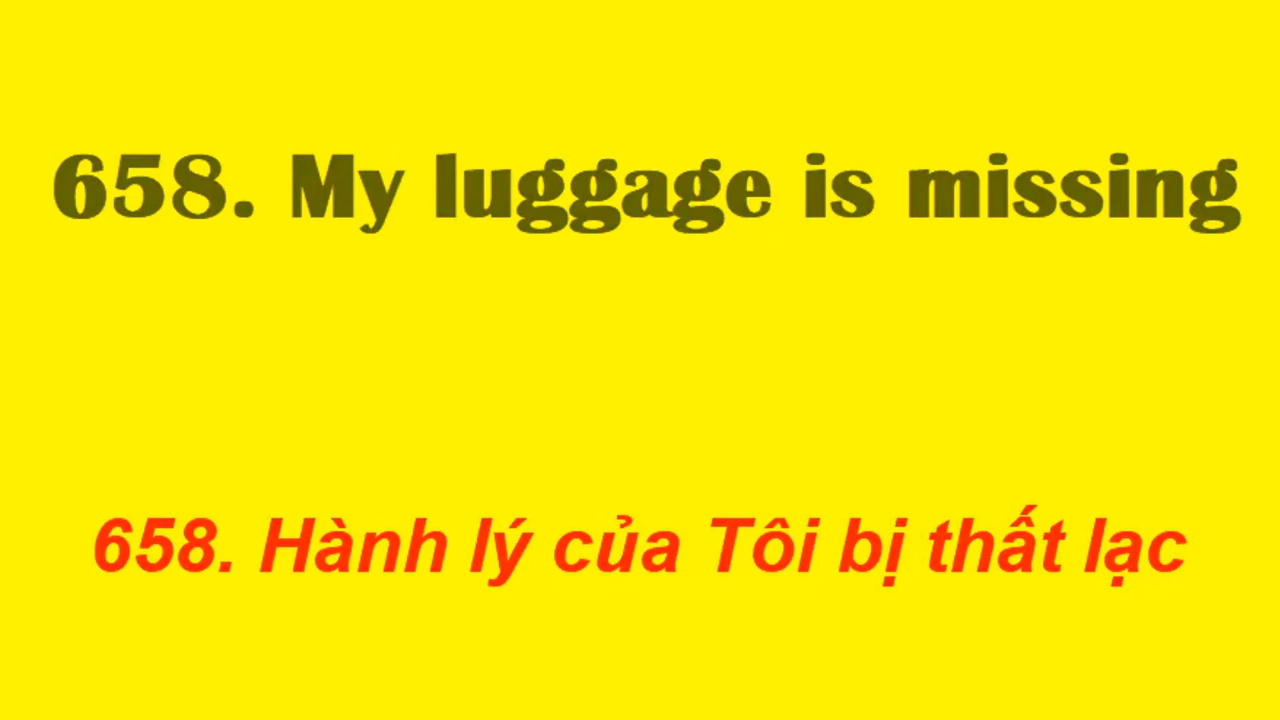 658. My luggage is missing
658. Hành lý của Tôi bị thất lạc